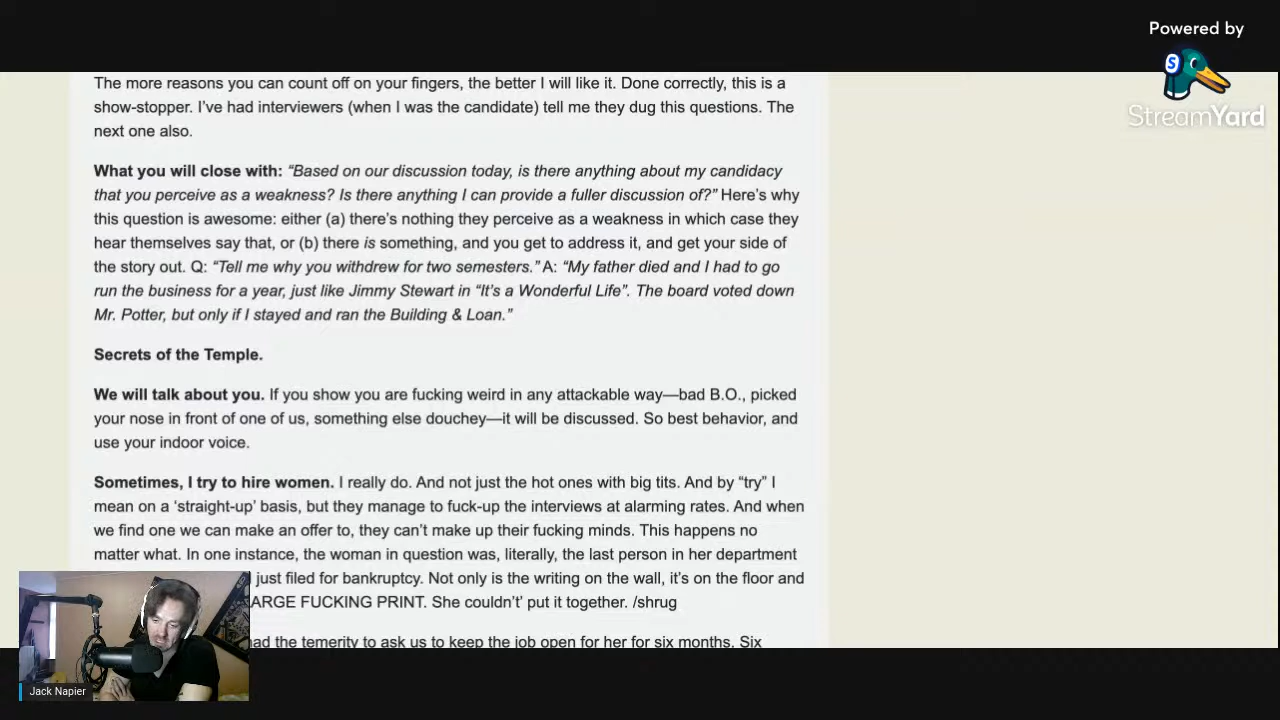 Powered by
S
StreamYard
The more reasons you can count off on your fingers, the better I will like it. Done correctly, this is a
show-stopper. I’ve had interviewers (when I was the candidate) tell me they dug this questions. The
next one also.
What you will close with: “Based on our discussion today, is there anything about my candidacy
that you perceive as a weakness? Is there anything I can provide a fuller discussion of?” Here’s why
this question is awesome: either (a) there’s nothing they perceive as a weakness in which case they
hear themselves say that, or (b) there is something, and you get to address it, and get your side of
the story out. Q: “Tell me why you withdrew for two semesters.” A: “My father died and I had to go
run the business for a year, just like Jimmy Stewart in “It’s a Wonderful Life”. The board voted down
Mr. Potter, but only if I stayed and ran the Building & Loan.”
Secrets of the Temple.
We will talk about you. If you show you are fucking weird in any attackable way—bad B.O., picked
your nose in front of one of us, something else douchey—it will be discussed. So best behavior, and
use your indoor voice.
Sometimes, I try to hire women. I really do. And not just the hot ones with big tits. And by “try” I
mean on a ‘straight-up’ basis, but they manage to fuck-up the interviews at alarming rates. And when
we find one we can make an offer to, they can’t make up their fucking minds. This happens no
matter what. In one instance, the woman in question was, literally, the last person in her department
just filed for bankruptcy. Not only is the writing on the wall, it’s on the floor and
ARGE FUCKING PRINT. She couldn’t’ put it together. /shrug
ad the temerity to ask us to keep the job open for her for six months. Six
Jack Napier